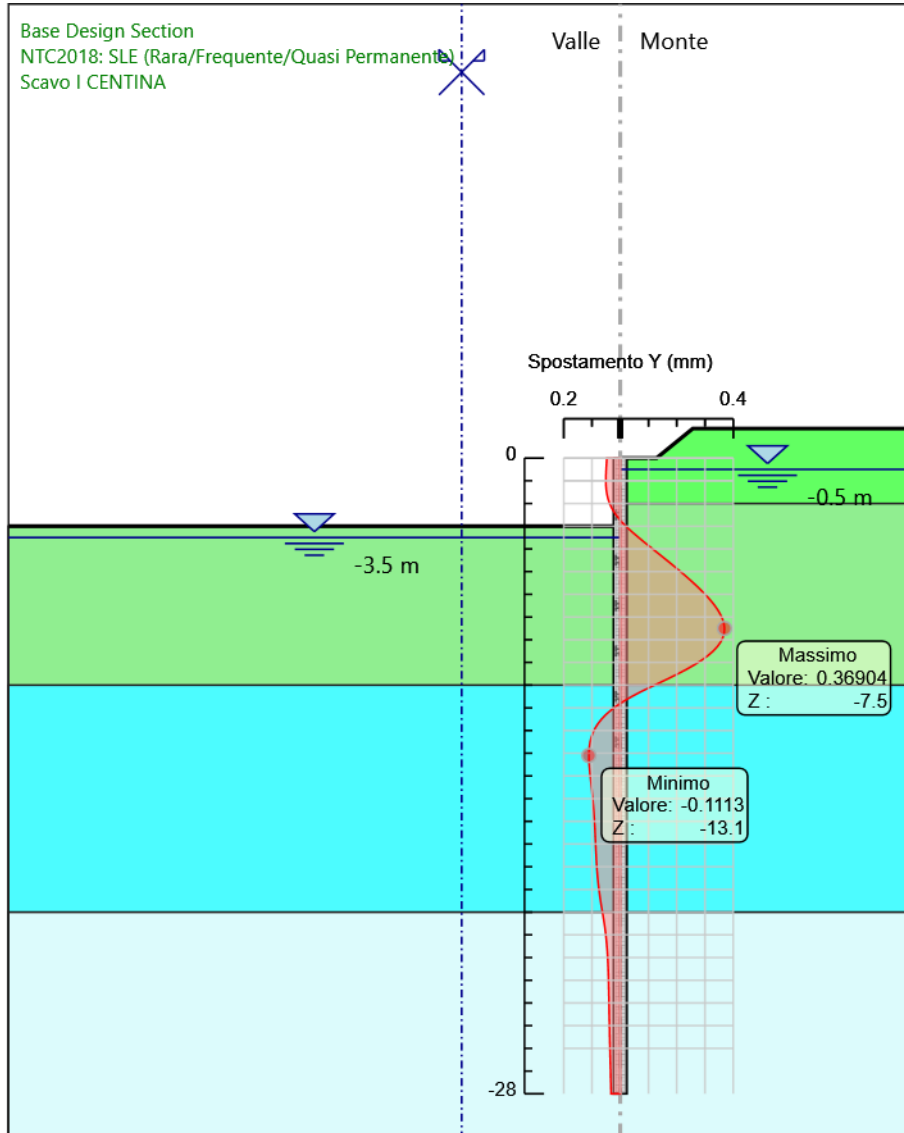 Base Design Section
NTC2018: SLE (Rara/Frequente/Quasi Permanente)
Scavo I CENTINA
Valle
Monte
Spostamento Y (mm)
0.2
0.4
0
-0.5 m
-3.5 m
Massimo
Valore: 0.36904
Z : -7.5
Minimo
Valore: -0.1113
Z : -13.1
-28